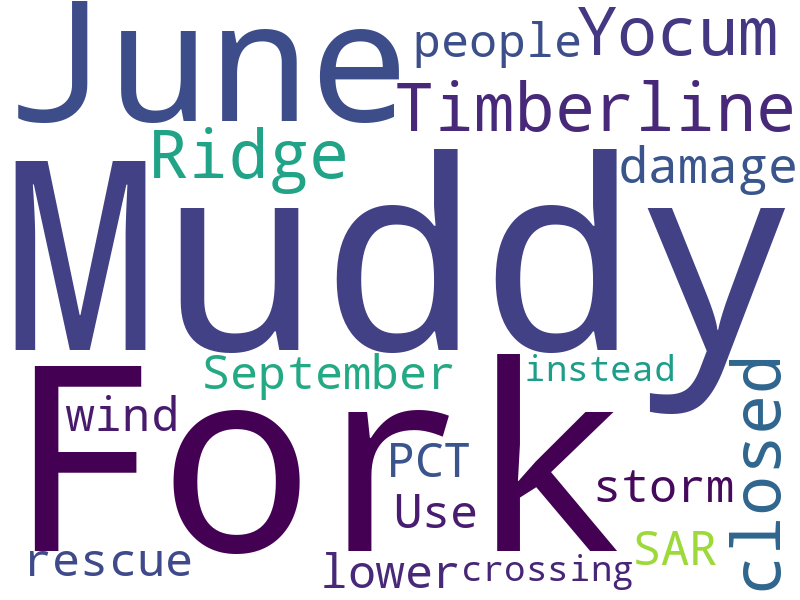 June
people
Yocum
Timberline
Ridge
damage
Muddy
September
instead
closed
Fork
wind
PCT
storm
Use
SAR
rescue
lower
crossing